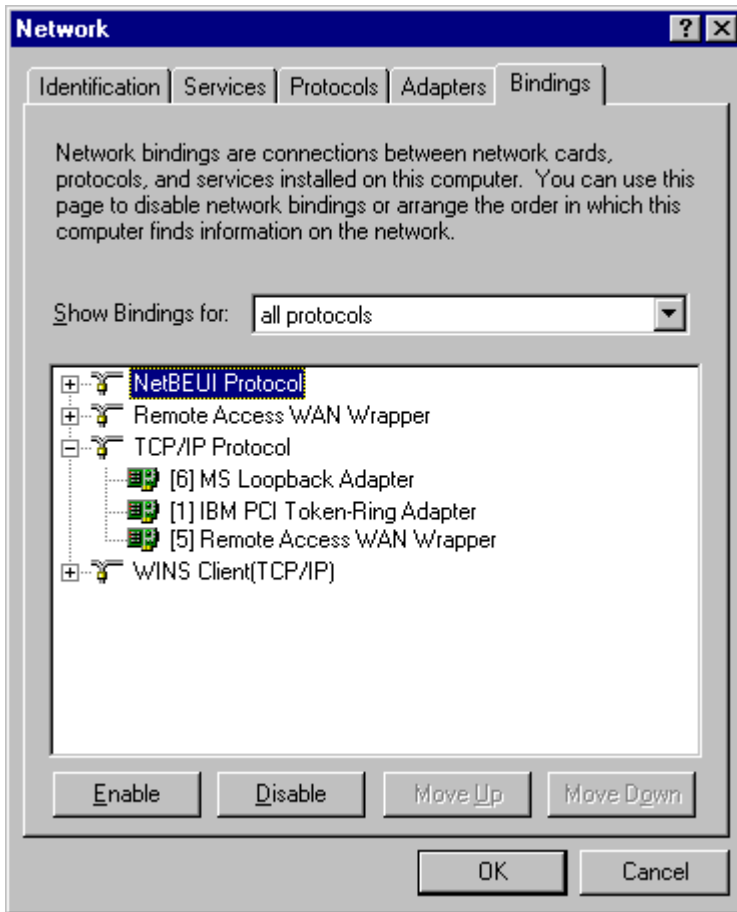 Network
Identification Services Protocols Adapters Bindings
Network bindings are connections between network cards,
protocols, and services installed on this computer. You can use this
page to disable network bindings or arrange the order in which this
computer finds information on the network.
Show Bindings for: all protocols
NetBEUI Protocol
Remote Access WAN Wrapper
TCP/IP Protocol
[6] MS Loopback Adapter
[1] IBM PCI Token-Ring Adapter
[5] Remote Access WAN Wrapper
WINS Client(TCP/IP)
Enable Disable Move Up Move Down
OK Cancel